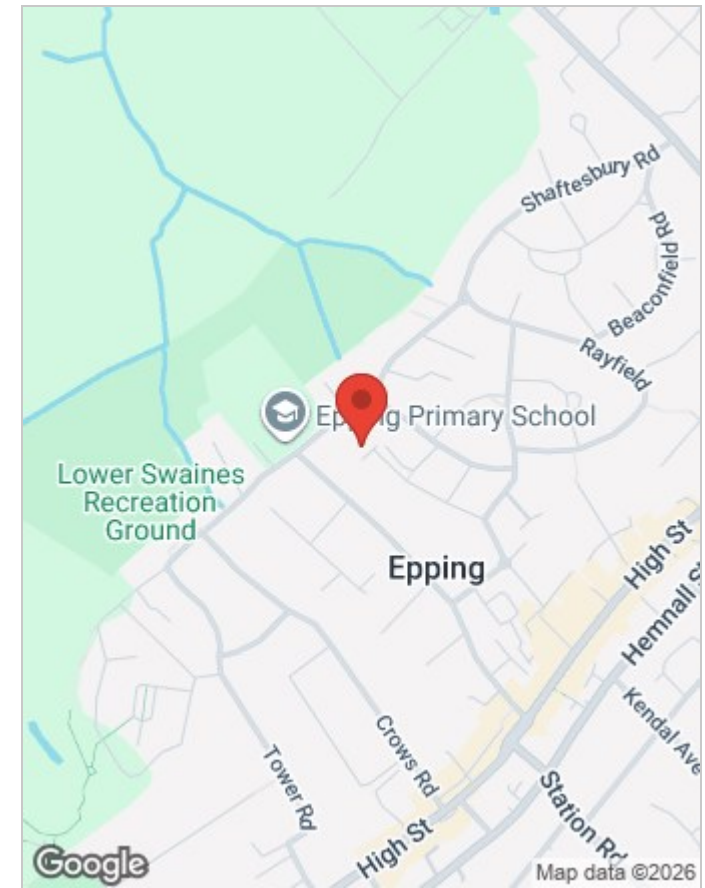 Shaftesbury Rd
Beaconfield Rd
Rayfield
Epping Primary School
Lower Swaines
Recreation
Ground
Epping
High St
Hemnall
Kendal Ave
Crows Rd
Tower Rd
Station Rd
High St
Google
Map data ©2026